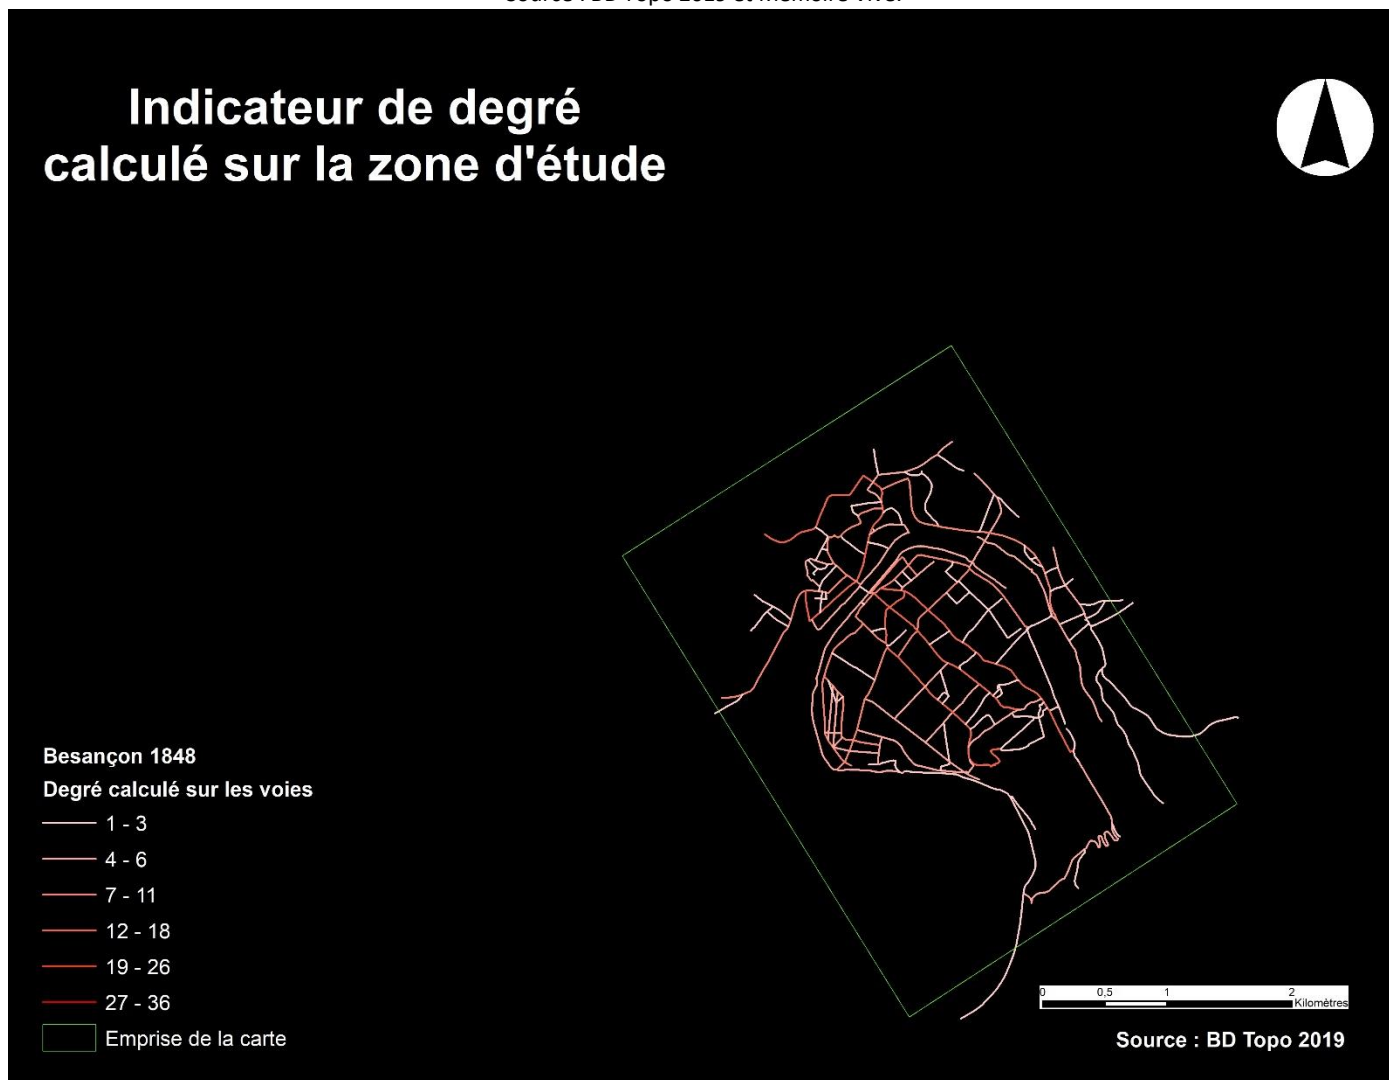 Indicateur de degré
calculé sur la zone d'étude
Besançon 1848
Degré calculé sur les voies
1 - 3
4 - 6
7 - 11
12 - 18
19 - 26
27 - 36
Emprise de la carte
0 0,5 1 2
Kilomètres
Source : BD Topo 2019